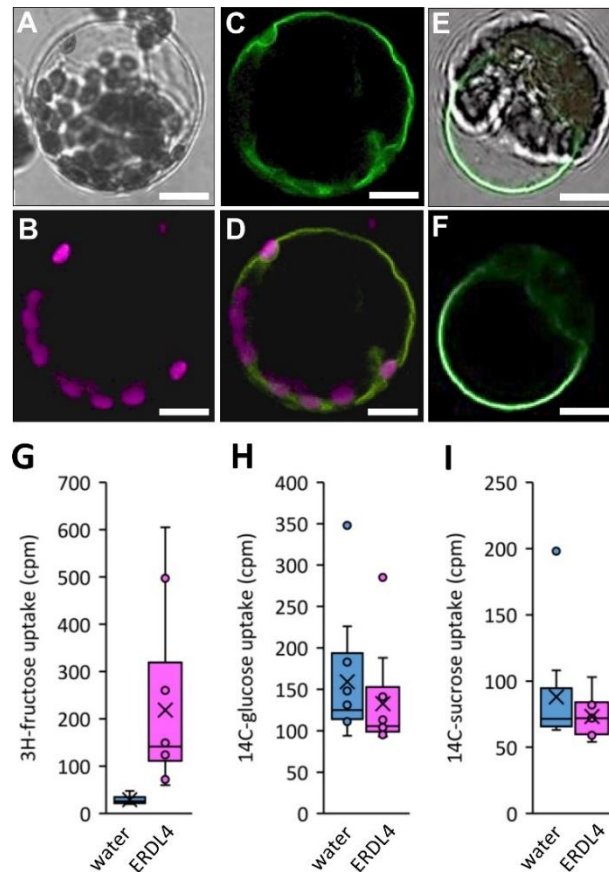 A
C
E
B
D
F
G
H
I
3H-fructose uptake (cpm)
700
600
500
400
300
200
100
0
water
ERDL4
14C-glucose uptake (cpm)
400
350
300
250
200
150
100
50
0
water
ERDL4
14C-sucrose uptake (cpm)
250
200
150
100
50
0
water
ERDL4